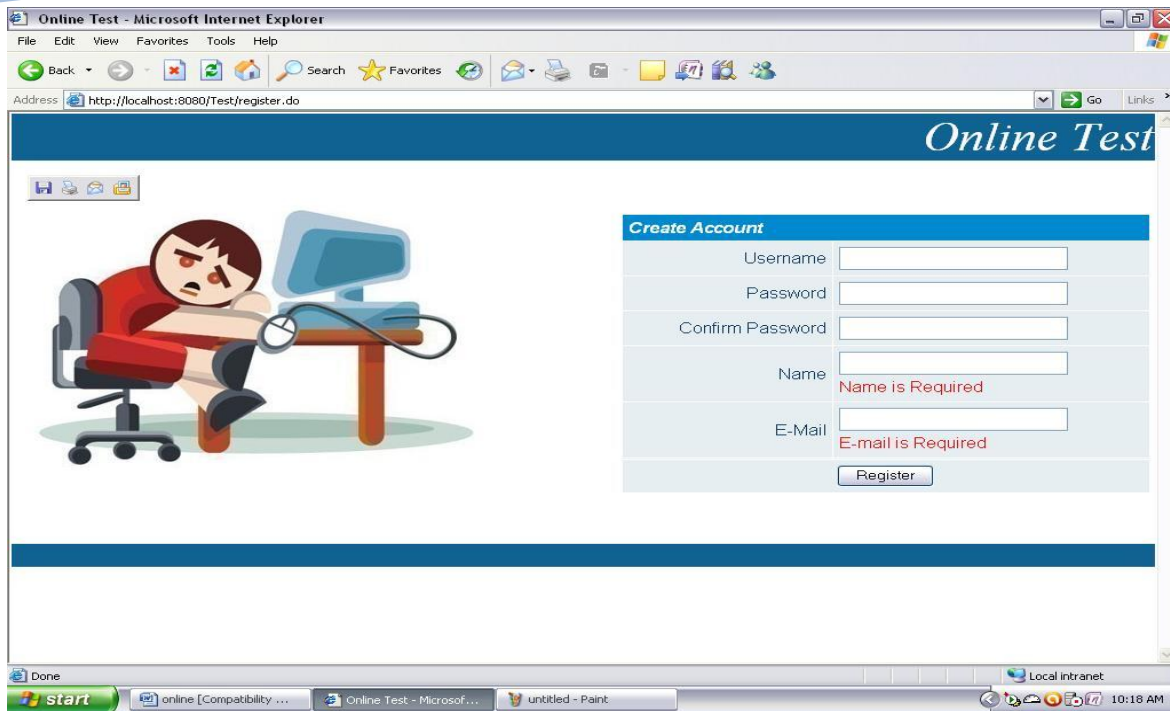 Online Test - Microsoft Internet Explorer
File Edit View Favorites Tools Help
Back Search Favorites
Address http://localhost:8080/Test/register.do Go Links
Online Test
Create Account
Username
Password
Confirm Password
Name
Name is Required
E-Mail
E-mail is Required
Register
Done Local intranet
start online [Compatibility ... Online Test - Microsof... untitled - Paint 10:18 AM